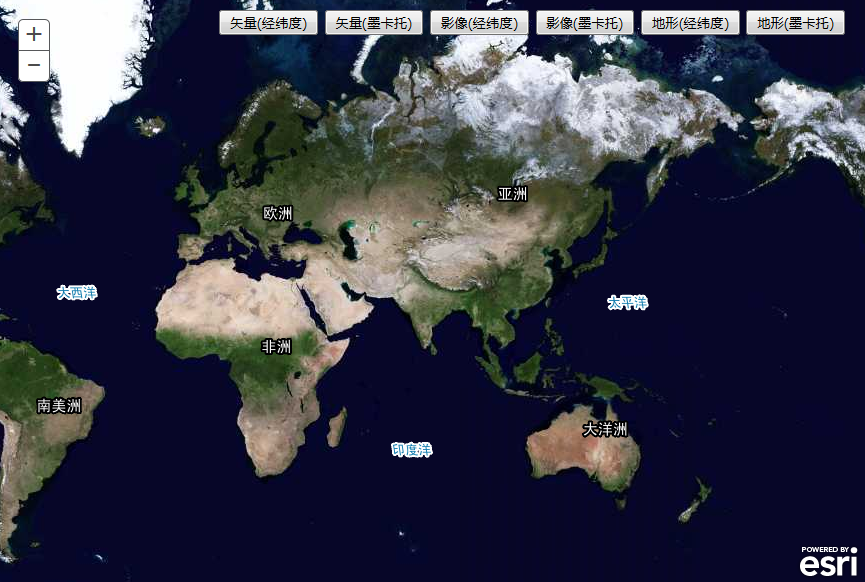 +
−
矢量(经纬度)
矢量(墨卡托)
影像(经纬度)
影像(墨卡托)
地形(经纬度)
地形(墨卡托)
亚洲
欧洲
大西洋
太平洋
非洲
南美洲
大洋洲
印度洋
POWERED BY
esri